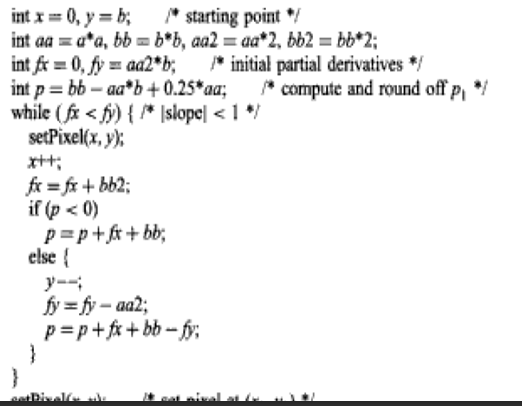 int x = 0, y = b; /* starting point */
int aa = a*a, bb = b*b, aa2 = aa*2, bb2 = bb*2;
int fx = 0, fy = aa2*b; /* initial partial derivatives */
int p = bb – aa*b + 0.25*aa; /* compute and round off p₁ */
while (fx < fy) { /* |slope| < 1 */
setPixel(x, y);
x++;
fx = fx + bb2;
if (p < 0)
p = p + fx + bb;
else {
y--;
fy = fy – aa2;
p = p + fx + bb – fy;
}
}
setPixel(x, y); /* set pixel at